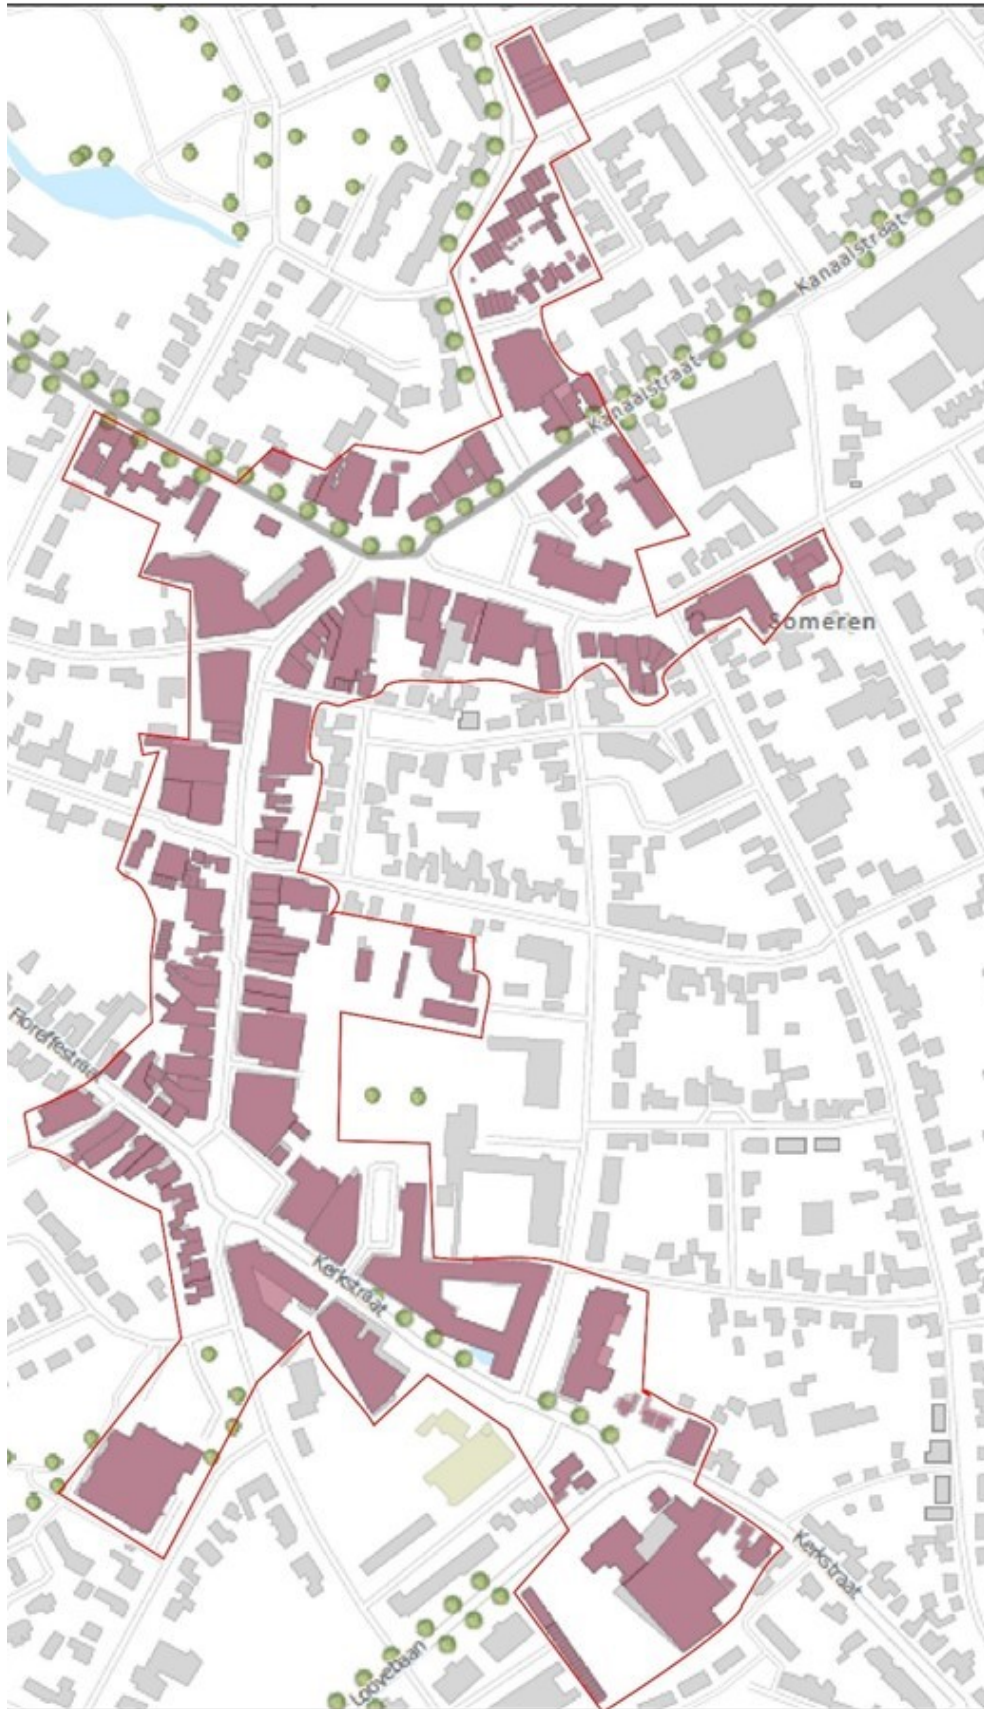 Kanaalstraat
Kanaalstraat
Someren
Floreffestraat
Kerkstraat
Kerkstraat
Loovebaan